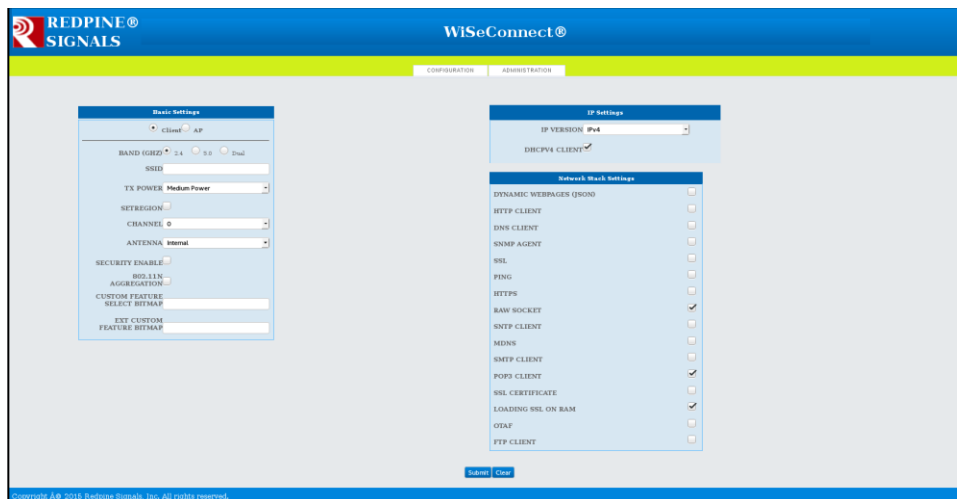 REDPINE®
SIGNALS
WiSeConnect®
CONFIGURATION
ADMINISTRATION
Basic Settings
Client AP
BAND (GHZ) 2.4 5.0 Dual
SSID
TX POWER Medium Power
SETREGION
CHANNEL 0
ANTENNA Internal
SECURITY ENABLE
802.11N
AGGREGATION
CUSTOM FEATURE
SELECT BITMAP
EXT CUSTOM
FEATURE BITMAP
IP Settings
IP VERSION IPv4
DHCPV4 CLIENT
Network Stack Settings
DYNAMIC WEBPAGES (JSON)
HTTP CLIENT
DNS CLIENT
SNMP AGENT
SSL
PING
HTTPS
RAW SOCKET
SNTP CLIENT
MDNS
SMTP CLIENT
POP3 CLIENT
SSL CERTIFICATE
LOADING SSL ON RAM
OTAF
FTP CLIENT
Submit Clear
Copyright Â© 2015 Redpine Signals, Inc. All rights reserved.